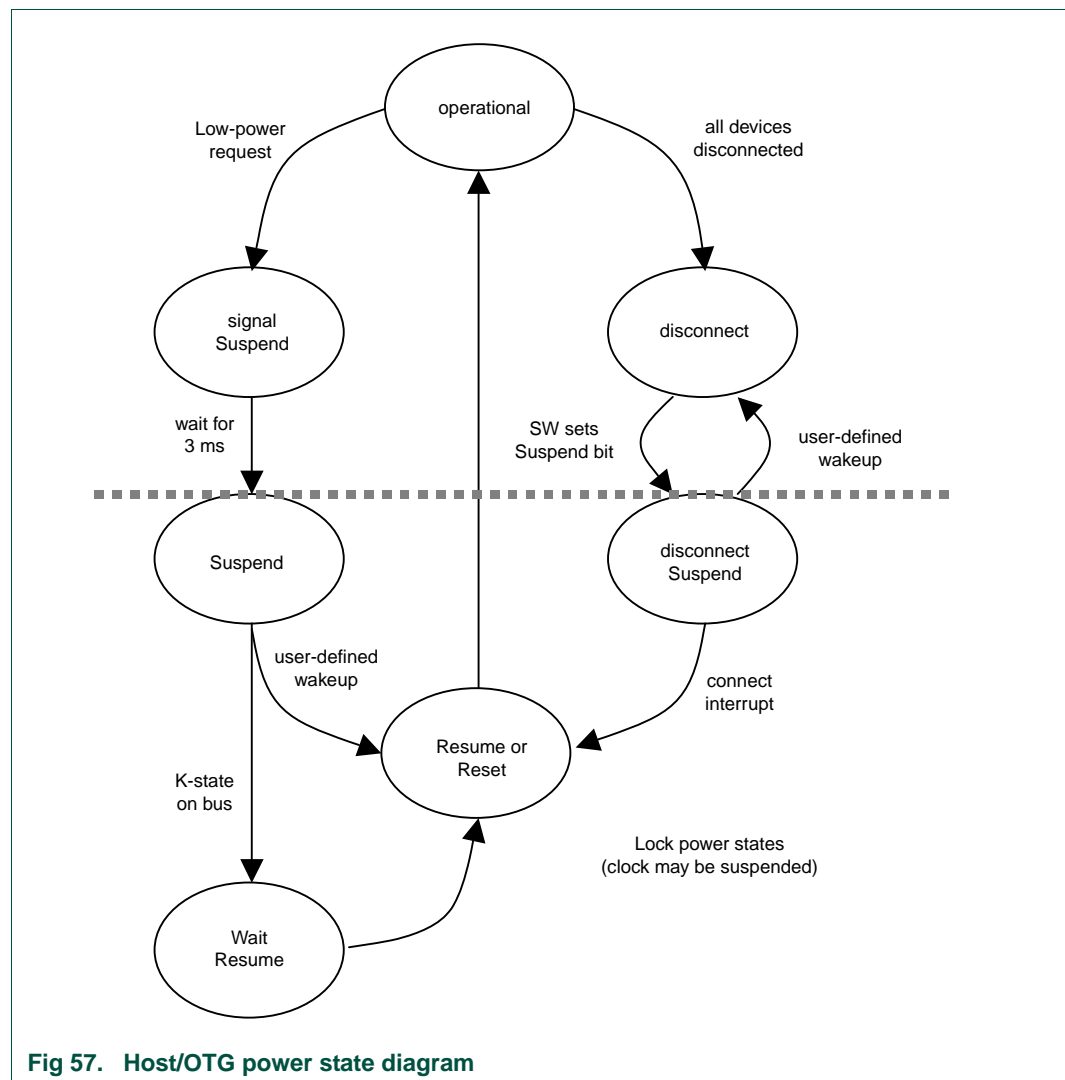 operational
Low-power
request
all devices
disconnected
signal
Suspend
disconnect
wait for
3 ms
SW sets
Suspend bit
user-defined
wakeup
Suspend
disconnect
Suspend
user-defined
wakeup
connect
interrupt
Resume or
Reset
K-state
on bus
Lock power states
(clock may be suspended)
Wait
Resume
Fig 57. Host/OTG power state diagram